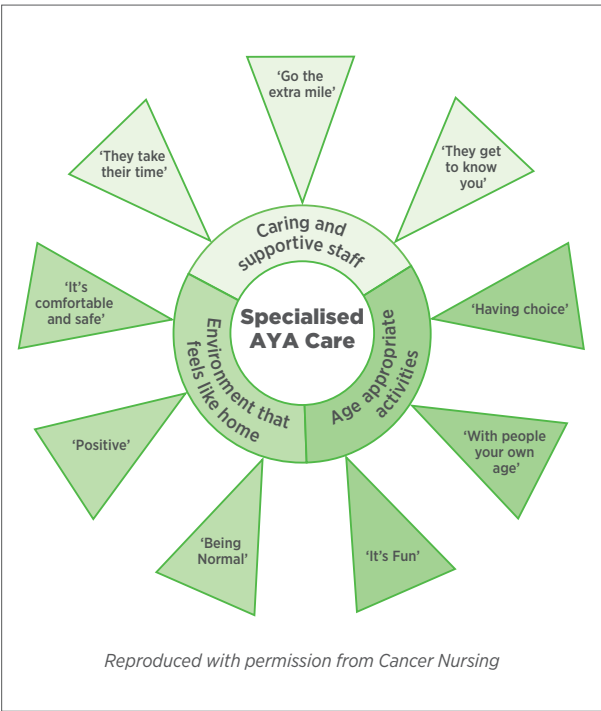 ‘Go the
extra mile’
‘They take
their time’
‘They get
to know
you’
Caring and
supportive staff
‘It's
comfortable
and safe’
‘Having choice’
Specialised
AYA Care
Environment that
feels like home
Age appropriate
activities
‘Positive’
‘With people
your own
age’
‘Being
Normal’
‘It's Fun’
Reproduced with permission from Cancer Nursing